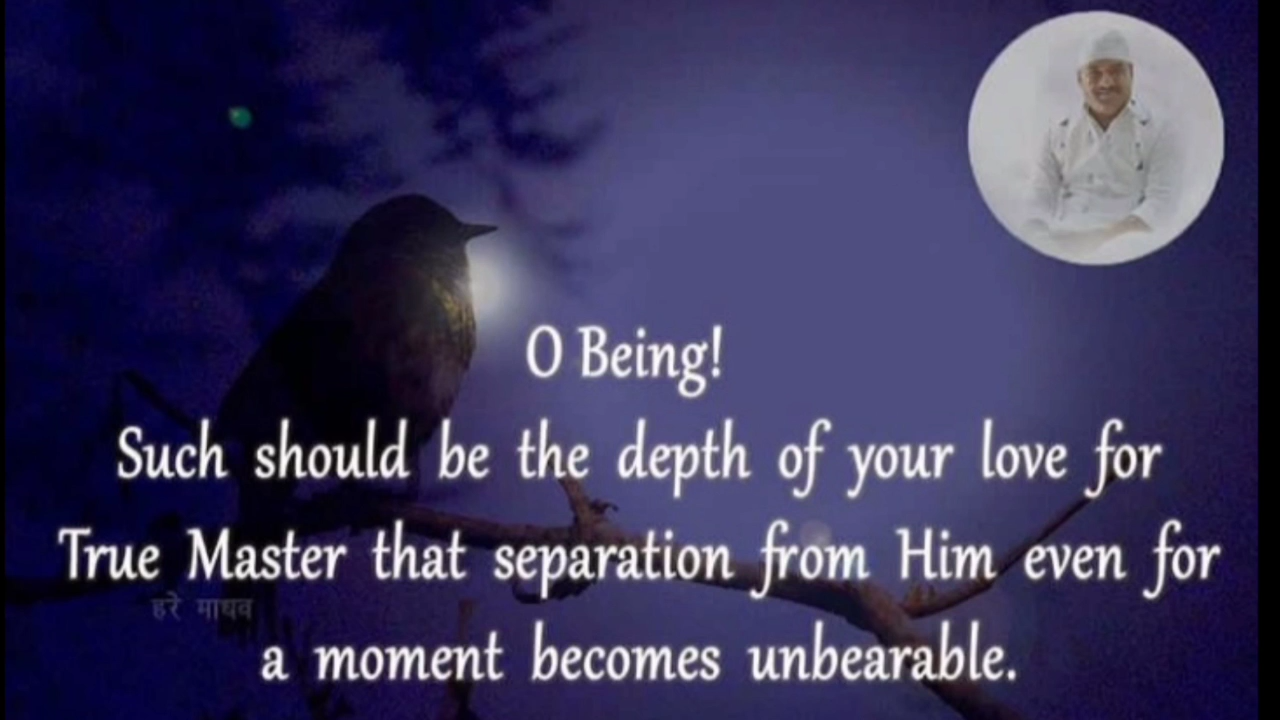 O Being!
Such should be the depth of your love for
True Master that separation from Him even for
हरे माधव
a moment becomes unbearable.